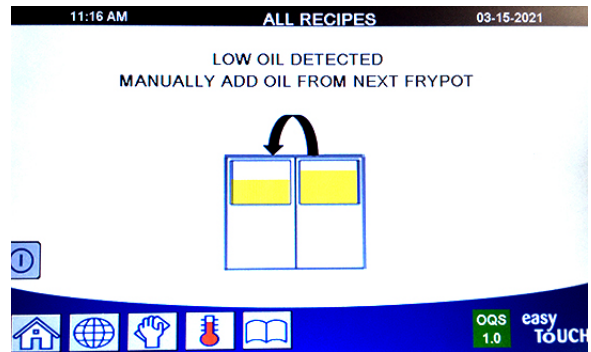 11:16 AM ALL RECIPES 03-15-2021
LOW OIL DETECTED
MANUALLY ADD OIL FROM NEXT FRYPOT
OQS
1.0
easy
TOUCH